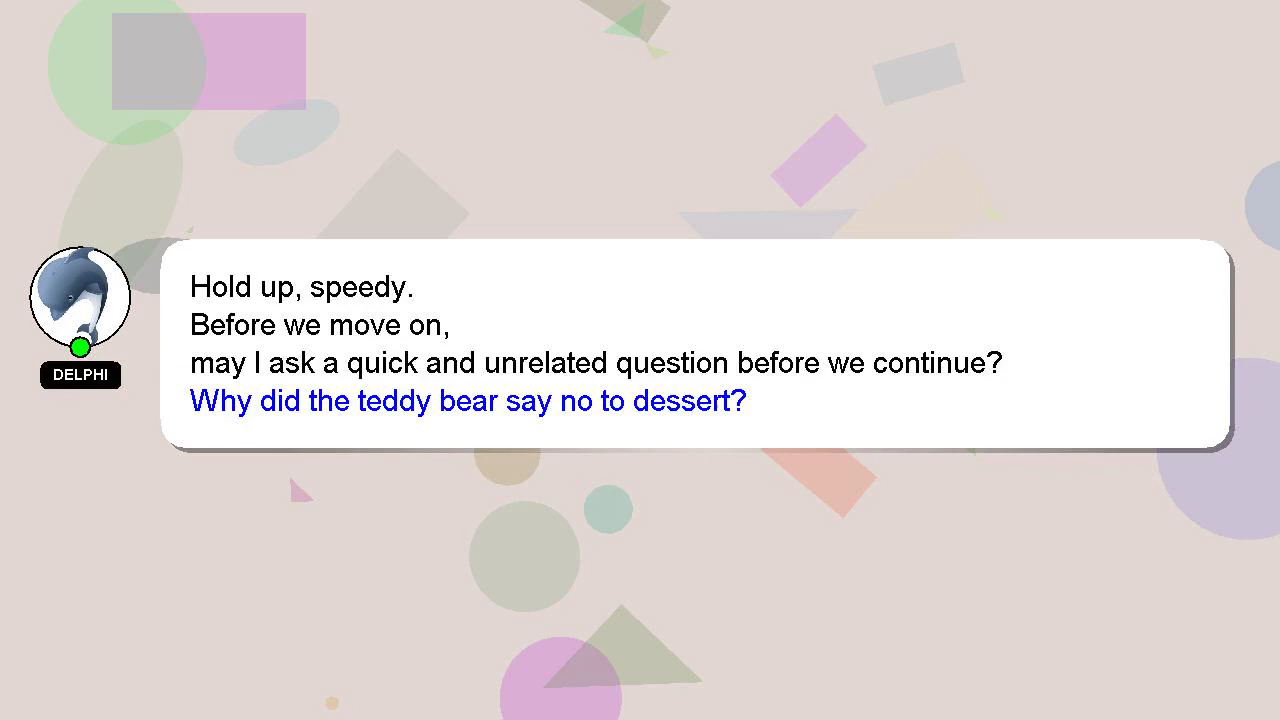 Hold up, speedy.
Before we move on,
may I ask a quick and unrelated question before we continue?
Why did the teddy bear say no to dessert?
DELPHI